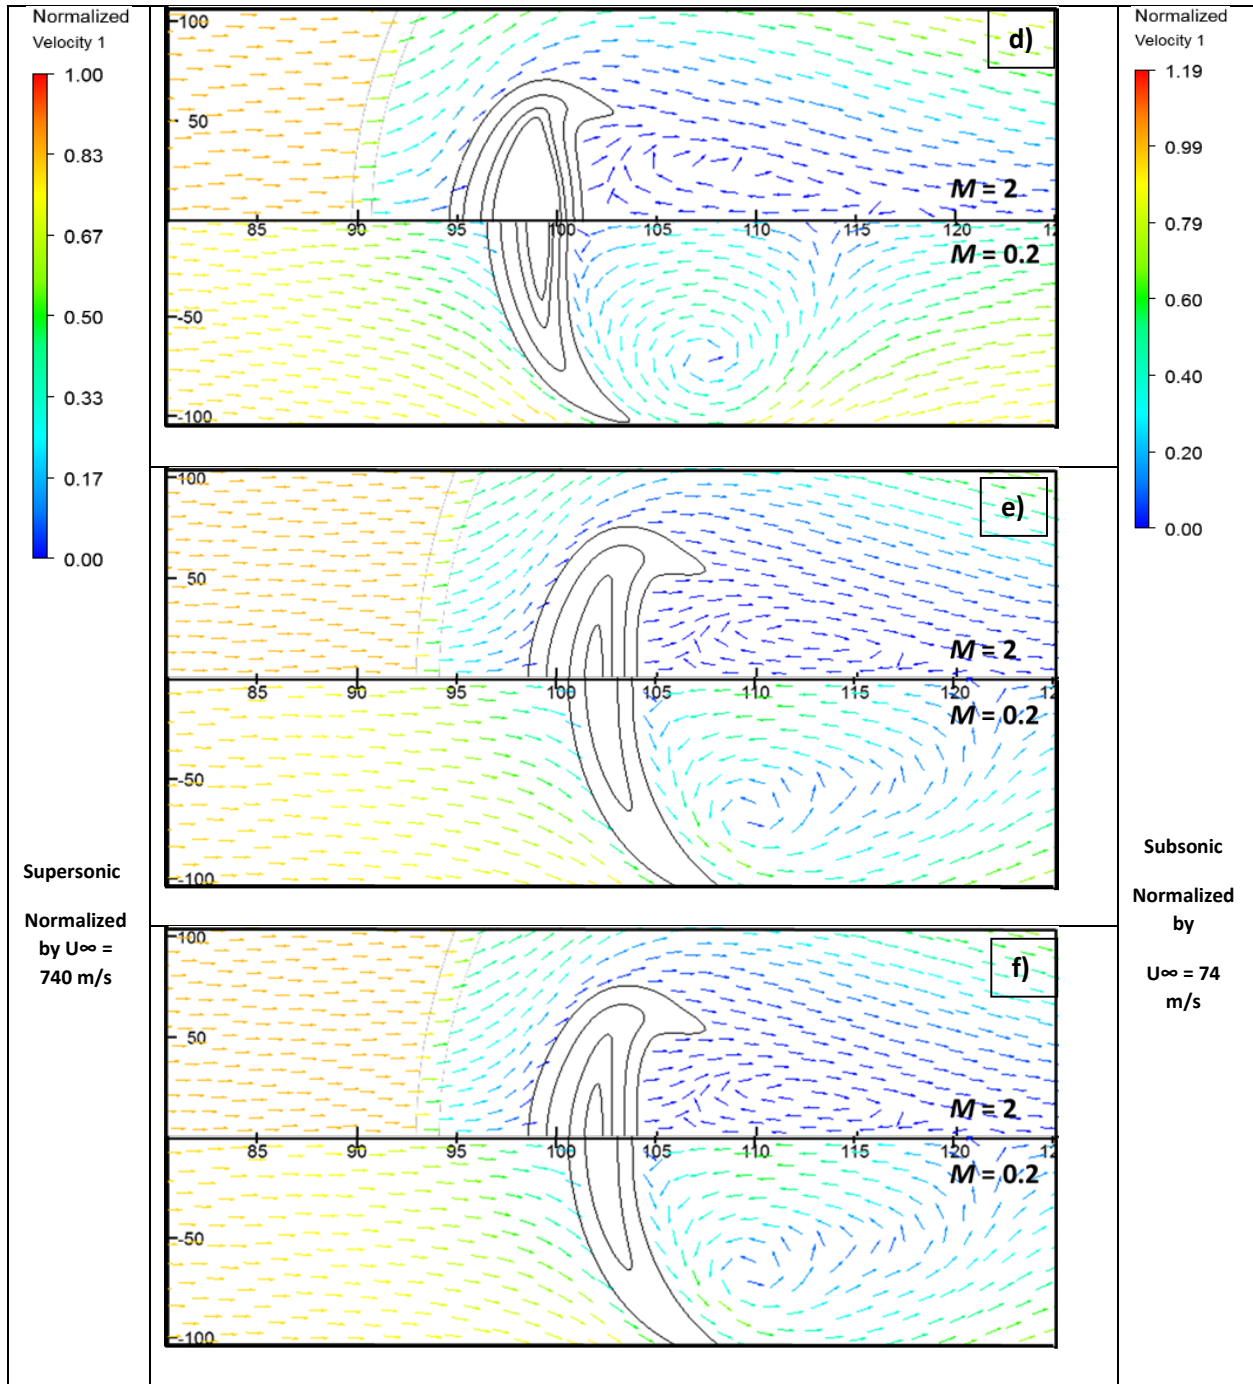 Normalized
Velocity 1
1.00
0.83
0.67
0.50
0.33
0.17
0.00
Supersonic
Normalized
by U∞ =
740 m/s
d)
100
50
M = 2
85 90 95 100 105 110 115 120 12
M = 0.2
-50
-100
e)
100
50
M = 2
85 90 95 100 105 110 115 120 12
M = 0.2
-50
-100
f)
100
50
M = 2
85 90 95 100 105 110 115 120 12
M = 0.2
-50
-100
Normalized
Velocity 1
1.19
0.99
0.79
0.60
0.40
0.20
0.00
Subsonic
Normalized
by
U∞ = 74
m/s